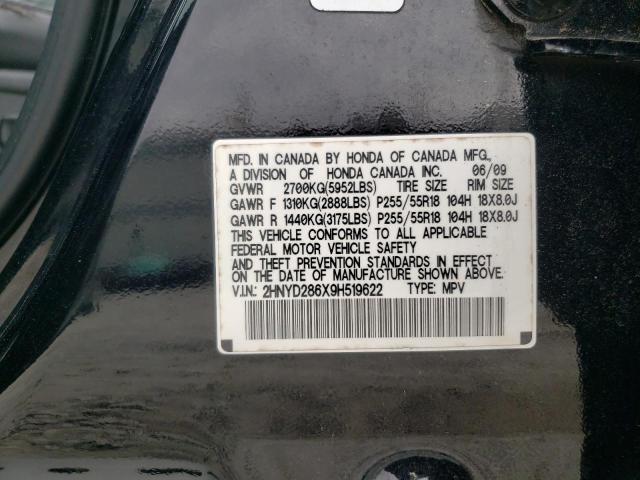 MFD. IN CANADA BY HONDA OF CANADA MFG.,
A DIVISION OF HONDA CANADA INC. 06/09
GVWR 2700KG(5952LBS) TIRE SIZE RIM SIZE
GAWR F 1310KG(2888LBS) P255/55R18 104H 18X8.0J
GAWR R 1440KG(3175LBS) P255/55R18 104H 18X8.0J
THIS VEHICLE CONFORMS TO ALL APPLICABLE
FEDERAL MOTOR VEHICLE SAFETY
AND THEFT PREVENTION STANDARDS IN EFFECT
ON THE DATE OF MANUFACTURE SHOWN ABOVE.
V.I.N.: 2HNYD286X9H519622 TYPE: MPV